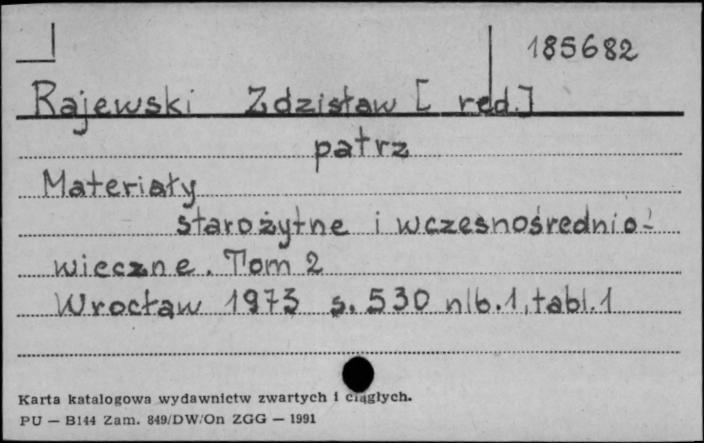 185682
Rajewski Zdzisław [ red.]
patrz
Materiały
starożytne i wczesnośrednio-
wieczne. Tom 2
Wrocław 1973 s. 530 nlb. 1, tabl. 1
Karta katalogowa wydawnictw zwartych i ciągłych.
PU — B144 Zam. 849/DW/On ZGG — 1991